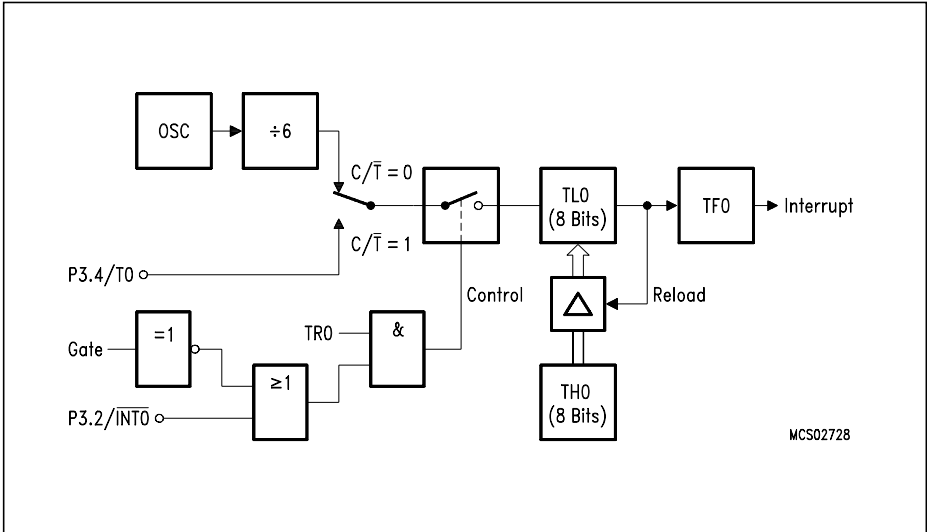 OSC
÷6
C/T̅ = 0
C/T̅ = 1
P3.4/T0
TL0
(8 Bits)
TF0
Interrupt
Control
Reload
TR0
&
Gate
=1
≥1
P3.2/I̅N̅T̅0̅
TH0
(8 Bits)
MCS02728